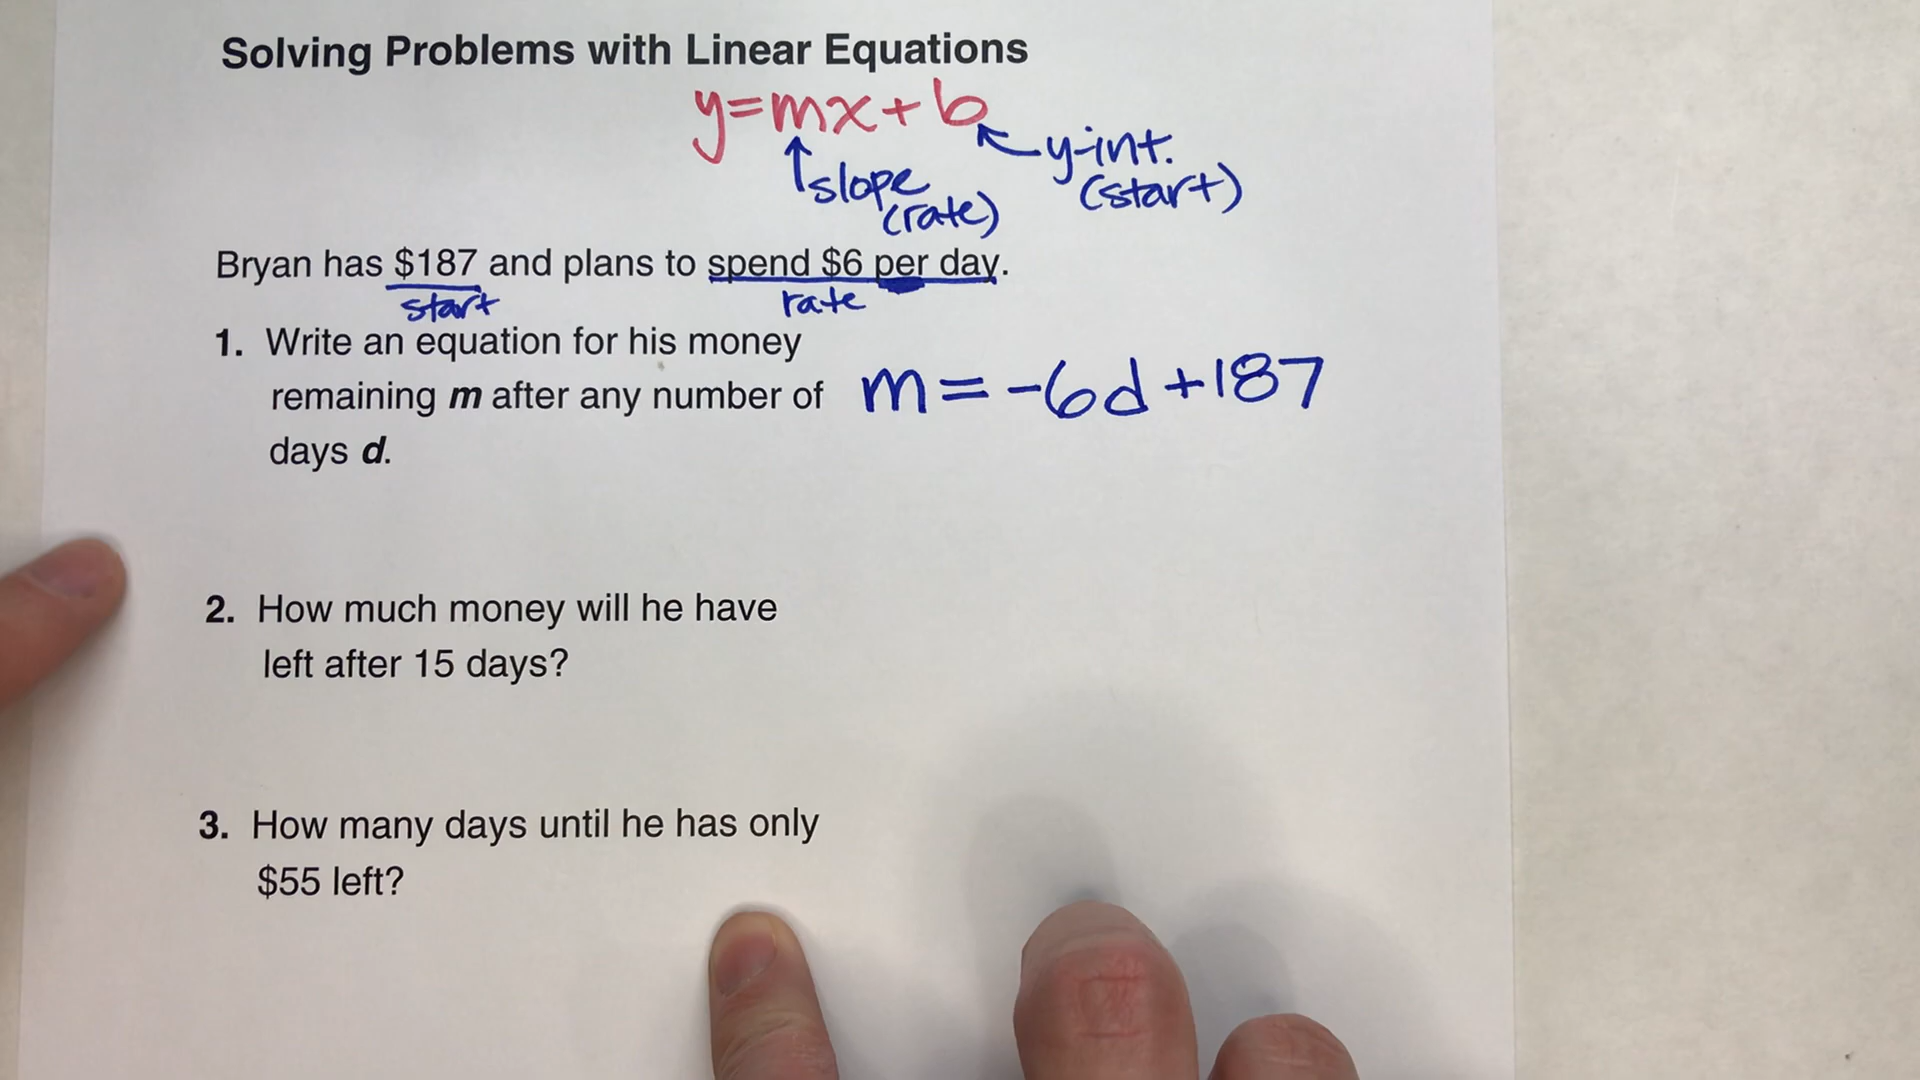 Solving Problems with Linear Equations
y=mx+b
y-int.
(start)
slope
(rate)
Bryan has $187 and plans to spend $6 per day.
start rate
1. Write an equation for his money
remaining m after any number of
days d.
m = -6d +187
2. How much money will he have
left after 15 days?
3. How many days until he has only
$55 left?